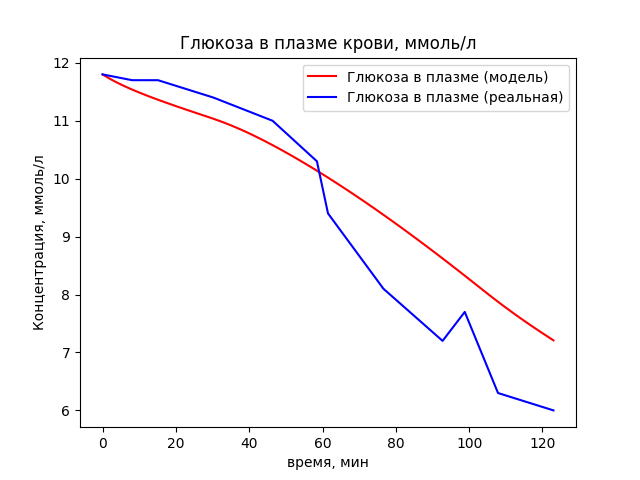 Глюкоза в плазме крови, ммоль/л
Глюкоза в плазме (модель)
Глюкоза в плазме (реальная)
Концентрация, ммоль/л
12
11
10
9
8
7
6
0 20 40 60 80 100 120
время, мин